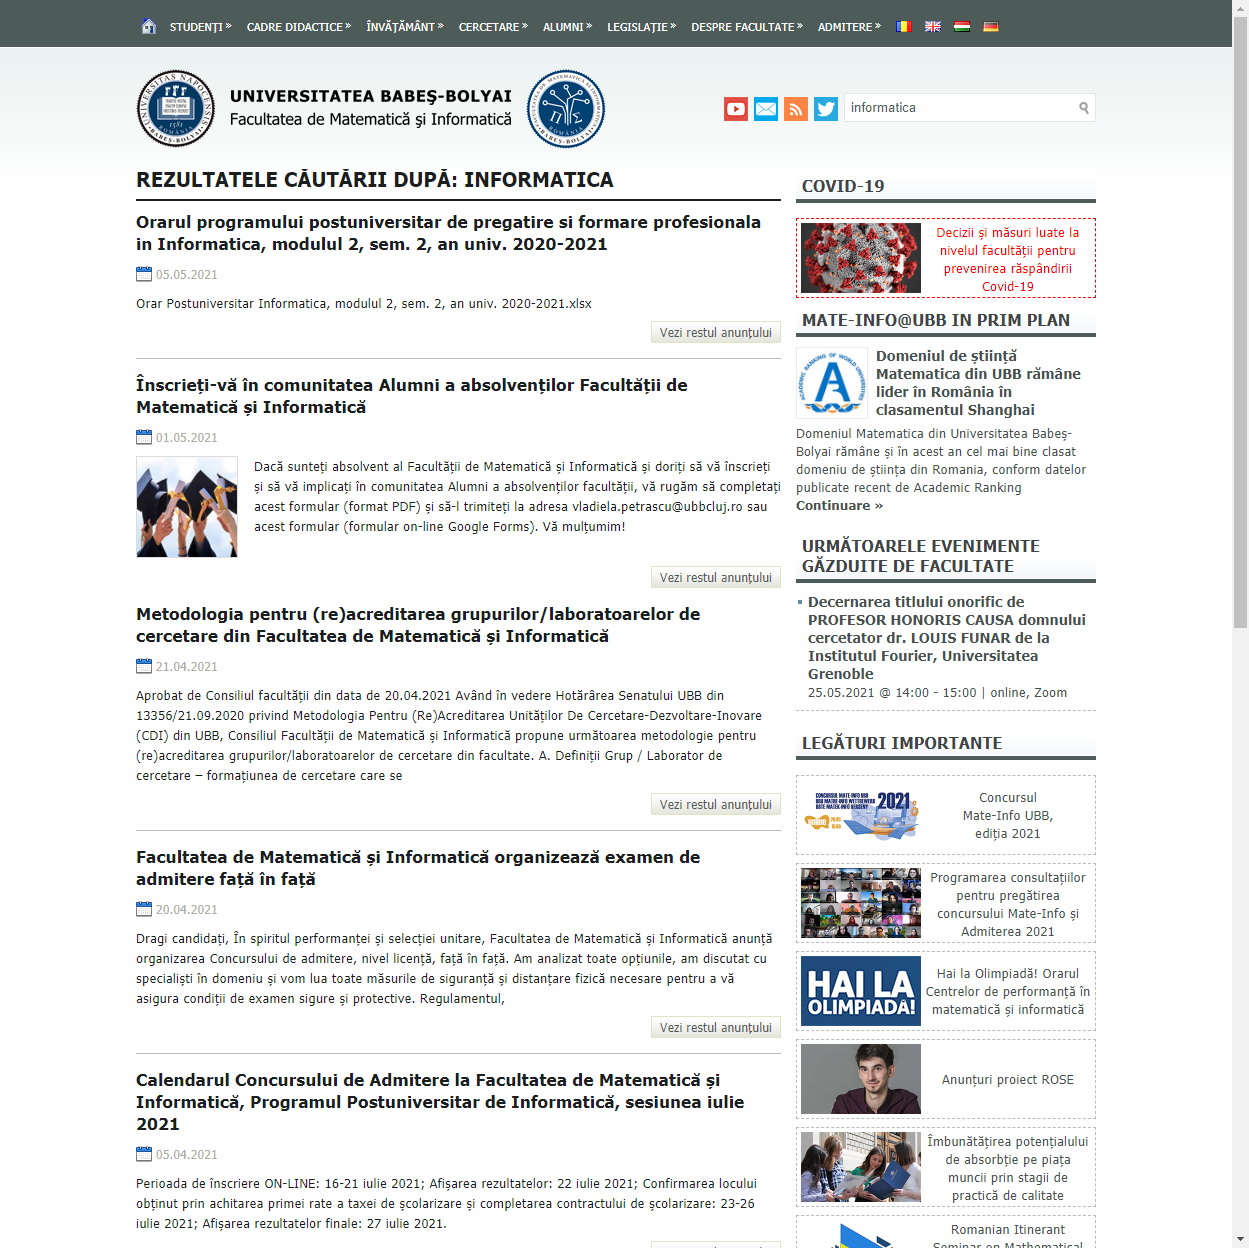 STUDENȚI »
CADRE DIDACTICE »
ÎNVĂȚĂMÂNT »
CERCETARE »
ALUMNI »
LEGISLAȚIE »
DESPRE FACULTATE »
ADMITERE »
UNIVERSITATEA BABEŞ-BOLYAI
Facultatea de Matematică şi Informatică
informatica
REZULTATELE CĂUTĂRII DUPĂ: INFORMATICA
Orarul programului postuniversitar de pregatire si formare profesionala
in Informatica, modulul 2, sem. 2, an univ. 2020-2021
05.05.2021
Orar Postuniversitar Informatica, modulul 2, sem. 2, an univ. 2020-2021.xlsx
Vezi restul anunțului
Înscrieți-vă în comunitatea Alumni a absolvenților Facultății de
Matematică și Informatică
01.05.2021
Dacă sunteți absolvent al Facultății de Matematică și Informatică și doriți să vă înscrieți
și să vă implicați în comunitatea Alumni a absolvenților facultății, vă rugăm să completați
acest formular (format PDF) și să-l trimiteți la adresa vladiela.petrascu@ubbcluj.ro sau
acest formular (formular on-line Google Forms). Vă mulțumim!
Vezi restul anunțului
Metodologia pentru (re)acreditarea grupurilor/laboratoarelor de
cercetare din Facultatea de Matematică și Informatică
21.04.2021
Aprobat de Consiliul facultății din data de 20.04.2021 Având în vedere Hotărârea Senatului UBB din
13356/21.09.2020 privind Metodologia Pentru (Re)Acreditarea Unităților De Cercetare-Dezvoltare-Inovare
(CDI) din UBB, Consiliul Facultății de Matematică și Informatică propune următoarea metodologie pentru
(re)acreditarea grupurilor/laboratoarelor de cercetare din facultate. A. Definiții Grup / Laborator de
cercetare – formațiunea de cercetare care se
Vezi restul anunțului
Facultatea de Matematică și Informatică organizează examen de
admitere față în față
20.04.2021
Dragi candidați, În spiritul performanței și selecției unitare, Facultatea de Matematică și Informatică anunță
organizarea Concursului de admitere, nivel licență, față în față. Am analizat toate opțiunile, am discutat cu
specialiști în domeniu și vom lua toate măsurile de siguranță și distanțare fizică necesare pentru a vă
asigura condiții de examen sigure și protective. Regulamentul,
Vezi restul anunțului
Calendarul Concursului de Admitere la Facultatea de Matematică și
Informatică, Programul Postuniversitar de Informatică, sesiunea iulie
2021
05.04.2021
Perioada de înscriere ON-LINE: 16-21 iulie 2021; Afișarea rezultatelor: 22 iulie 2021; Confirmarea locului
obținut prin achitarea primei rate a taxei de școlarizare și completarea contractului de școlarizare: 23-26
iulie 2021; Afișarea rezultatelor finale: 27 iulie 2021.
COVID-19
Decizii și măsuri luate la
nivelul facultății pentru
prevenirea răspândirii
Covid-19
MATE-INFO@UBB IN PRIM PLAN
Domeniul de știință
Matematica din UBB rămâne
lider în România în
clasamentul Shanghai
Domeniul Matematica din Universitatea Babeș-
Bolyai rămâne și în acest an cel mai bine clasat
domeniu de știința din Romania, conform datelor
publicate recent de Academic Ranking
Continuare »
URMĂTOARELE EVENIMENTE
GĂZDUITE DE FACULTATE
Decernarea titlului onorific de
PROFESOR HONORIS CAUSA domnului
cercetator dr. LOUIS FUNAR de la
Institutul Fourier, Universitatea
Grenoble
25.05.2021 @ 14:00 - 15:00 | online, Zoom
LEGĂTURI IMPORTANTE
2021
Concursul
Mate-Info UBB,
ediția 2021
Programarea consultațiilor
pentru pregătirea
concursului Mate-Info și
Admiterea 2021
HAI LA
OLIMPIADĂ!
Hai la Olimpiadă! Orarul
Centrelor de performanță în
matematică și informatică
Anunțuri proiect ROSE
Îmbunătățirea potențialului
de absorbție pe piața
muncii prin stagii de
practică de calitate
Romanian Itinerant
Seminar on Mathematical